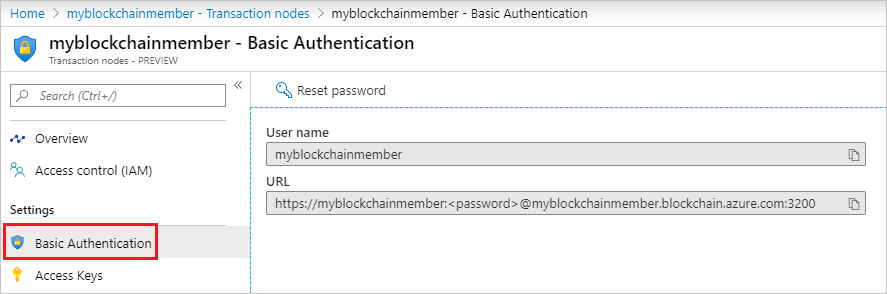 Home > myblockchainmember - Transaction nodes > myblockchainmember - Basic Authentication
myblockchainmember - Basic Authentication
Transaction nodes - PREVIEW
Search (Ctrl+/)
«
Overview
Access control (IAM)
Settings
Basic Authentication
Access Keys
Reset password
User name
myblockchainmember
URL
https://myblockchainmember:<password>@myblockchainmember.blockchain.azure.com:3200